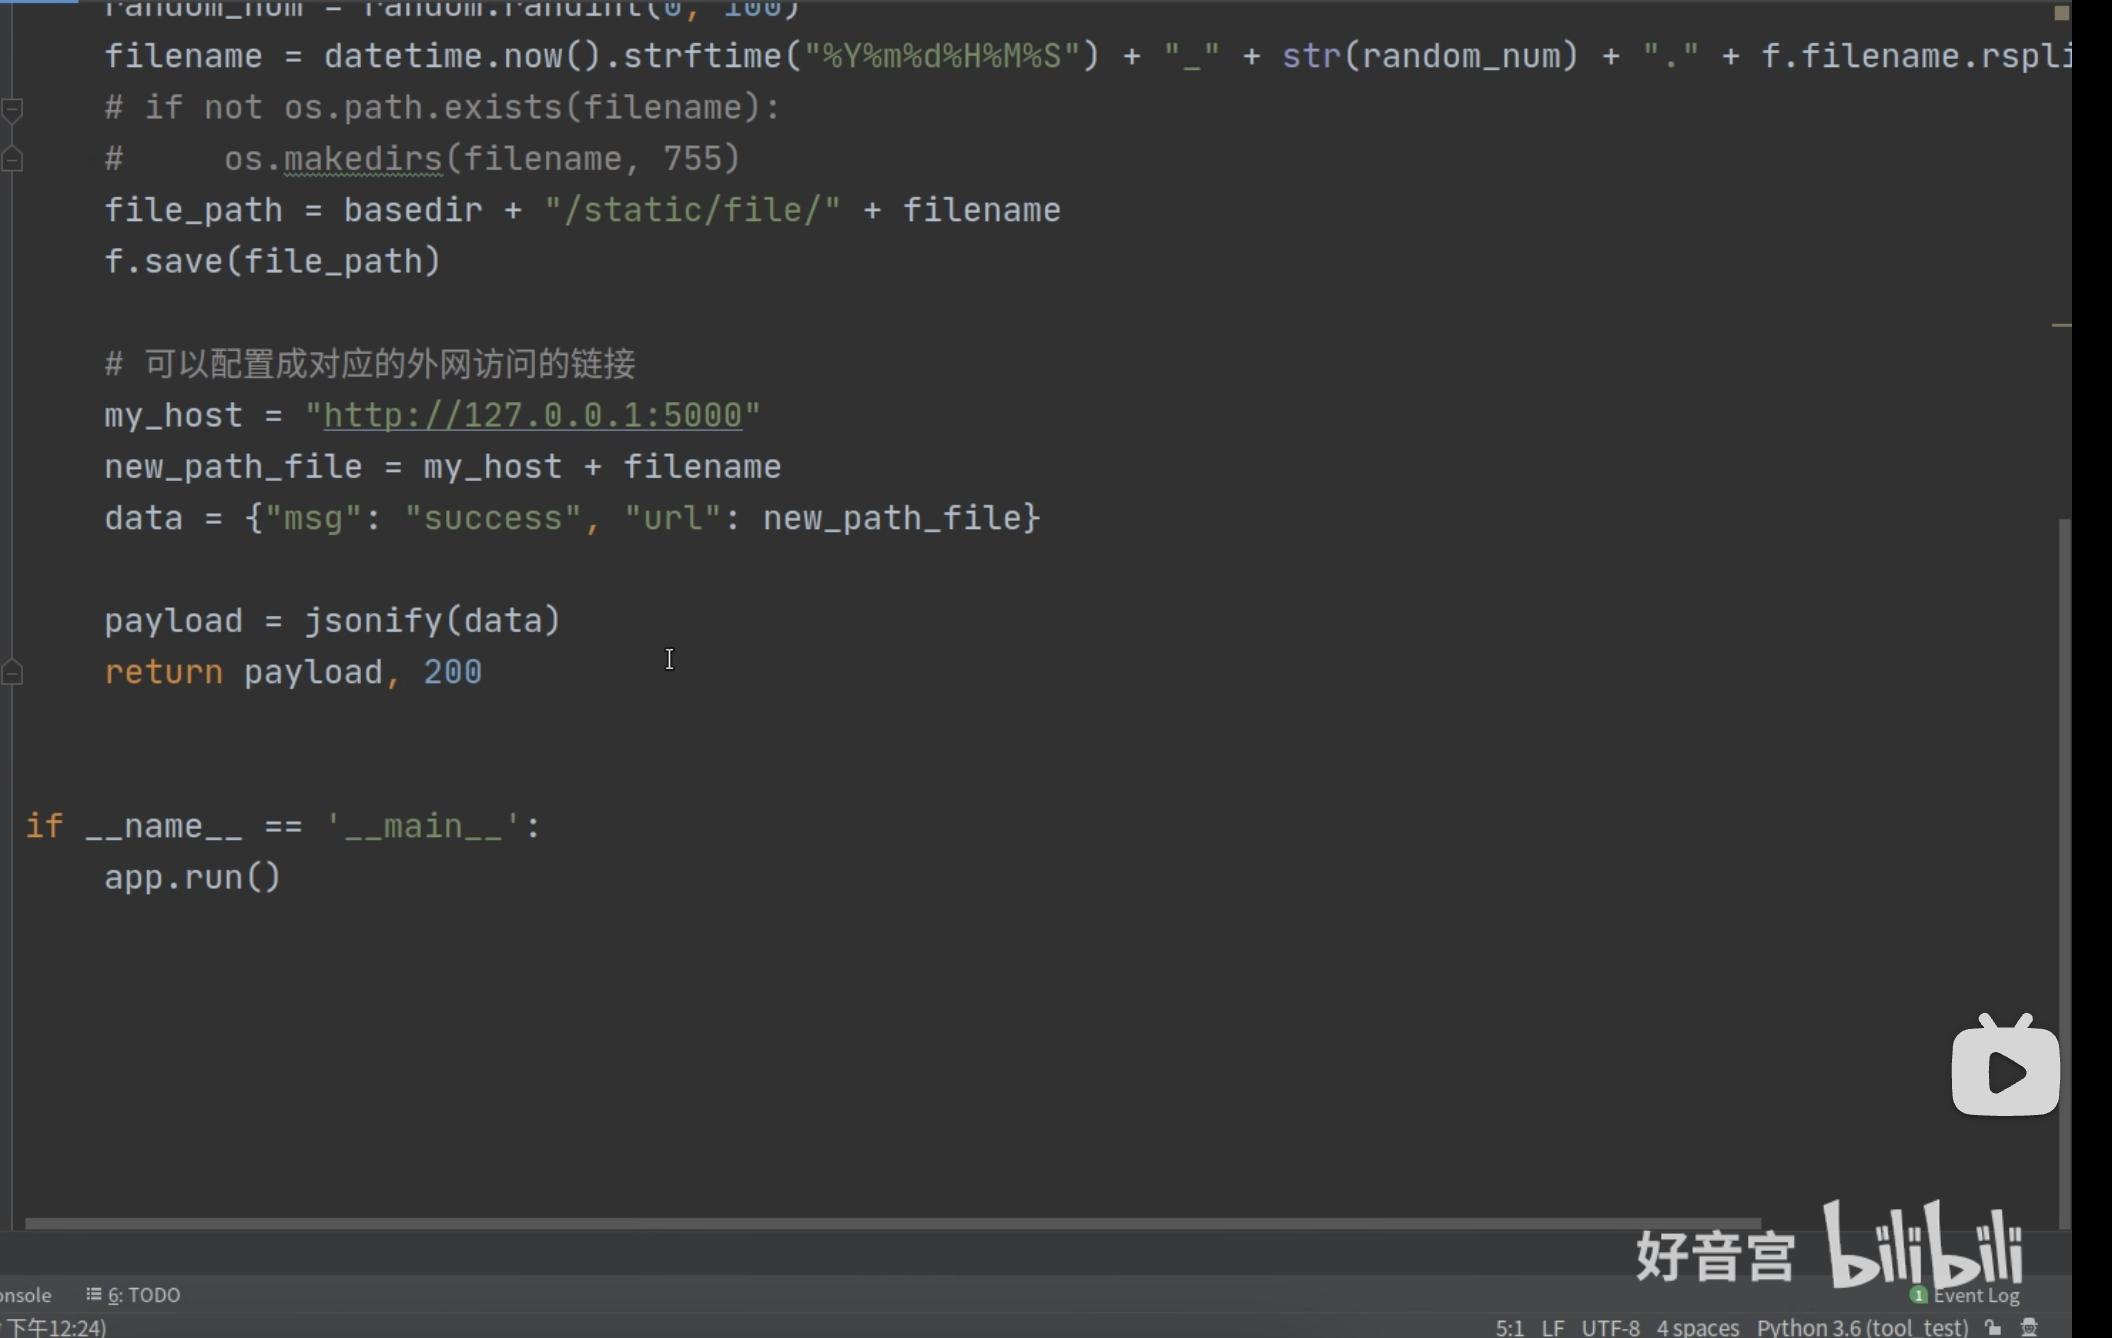 random_num = random.randint(0, 100)
filename = datetime.now().strftime("%Y%m%d%H%M%S") + "_" + str(random_num) + "." + f.filename.rspli
# if not os.path.exists(filename):
#     os.makedirs(filename, 755)
file_path = basedir + "/static/file/" + filename
f.save(file_path)
# 可以配置成对应的外网访问的链接
my_host = "http://127.0.0.1:5000"
new_path_file = my_host + filename
data = {"msg": "success", "url": new_path_file}
payload = jsonify(data)
return payload, 200
if __name__ == '__main__':
app.run()
好音宫 bilibili
onsole 6: TODO 1 Event Log
下午12:24) 5:1 LF UTF-8 4 spaces Python 3.6 (tool_test)